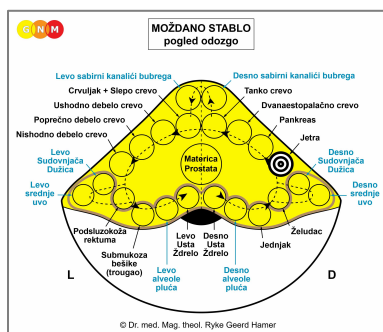 GNM
MOŽDANO STABLO
pogled odozgo
Levo sabirni kanalići bubrega
Desno sabirni kanalići bubrega
Crvuljak + Slepo crevo
Tanko crevo
Ushodno debelo crevo
Dvanaestopalačno crevo
Poprečno debelo crevo
Pankreas
Nishodno debelo crevo
Jetra
Levo
Sudovnjača
Dužica
Desno
Sudovnjača
Dužica
Materica
Prostata
Levo
srednje
uvo
Desno
srednje
uvo
Podsluzokoža
rektuma
Submukoza
bešike
(trougao)
Levo
alveole
pluća
Levo
Usta
Ždrelo
Desno
Usta
Ždrelo
Desno
alveole
pluća
Jednjak
Želudac
L
D
© Dr. med. Mag. theol. Ryke Geerd Hamer